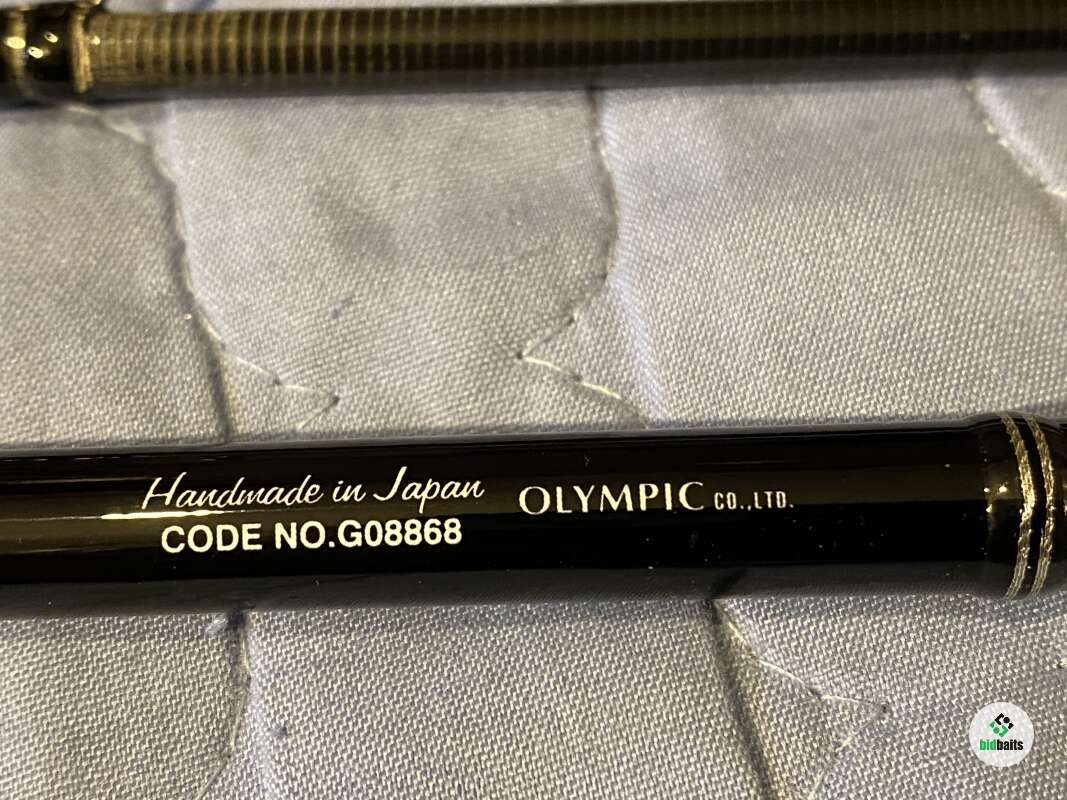 Handmade in Japan OLYMPIC CO.,LTD.
CODE NO.G08868
bidbaits